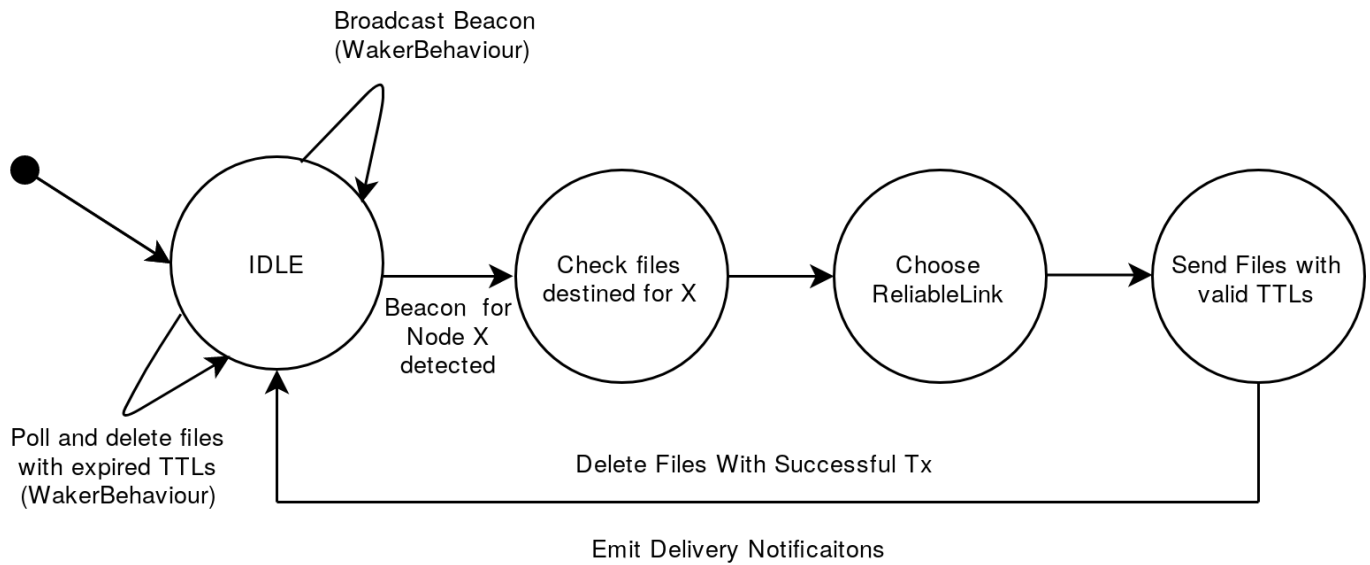 Broadcast Beacon
(WakerBehaviour)
IDLE
Beacon for
Node X
detected
Check files
destined for X
Choose
ReliableLink
Send Files with
valid TTLs
Poll and delete files
with expired TTLs
(WakerBehaviour)
Delete Files With Successful Tx
Emit Delivery Notificaitons